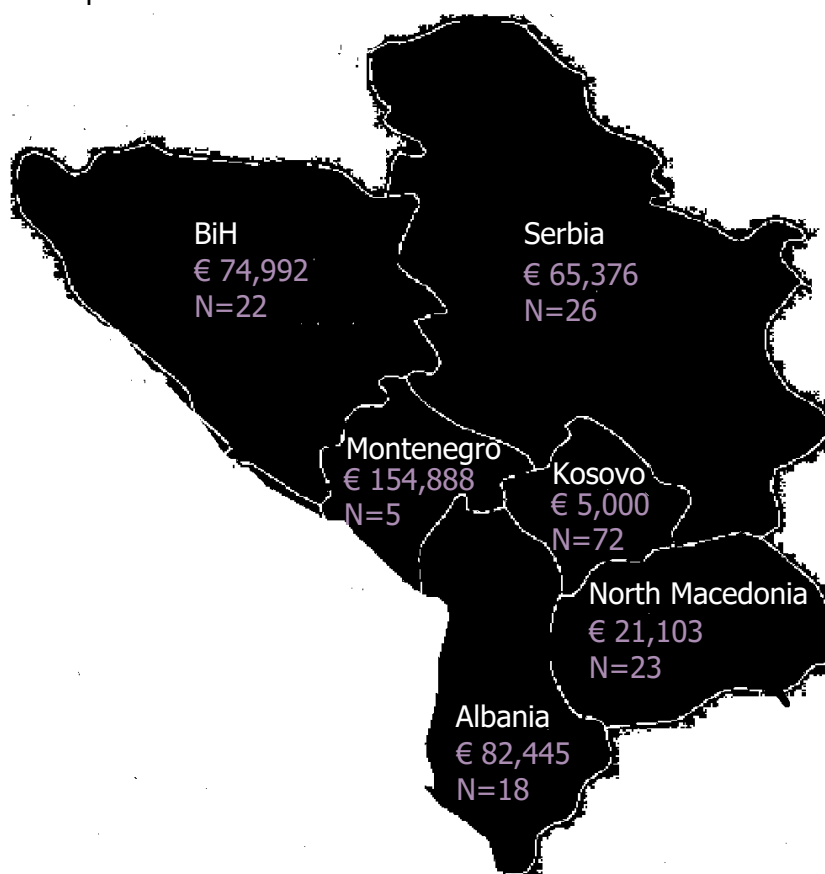 BiH
€ 74,992
N=22
Serbia
€ 65,376
N=26
Montenegro
€ 154,888
N=5
Kosovo
€ 5,000
N=72
North Macedonia
€ 21,103
N=23
Albania
€ 82,445
N=18